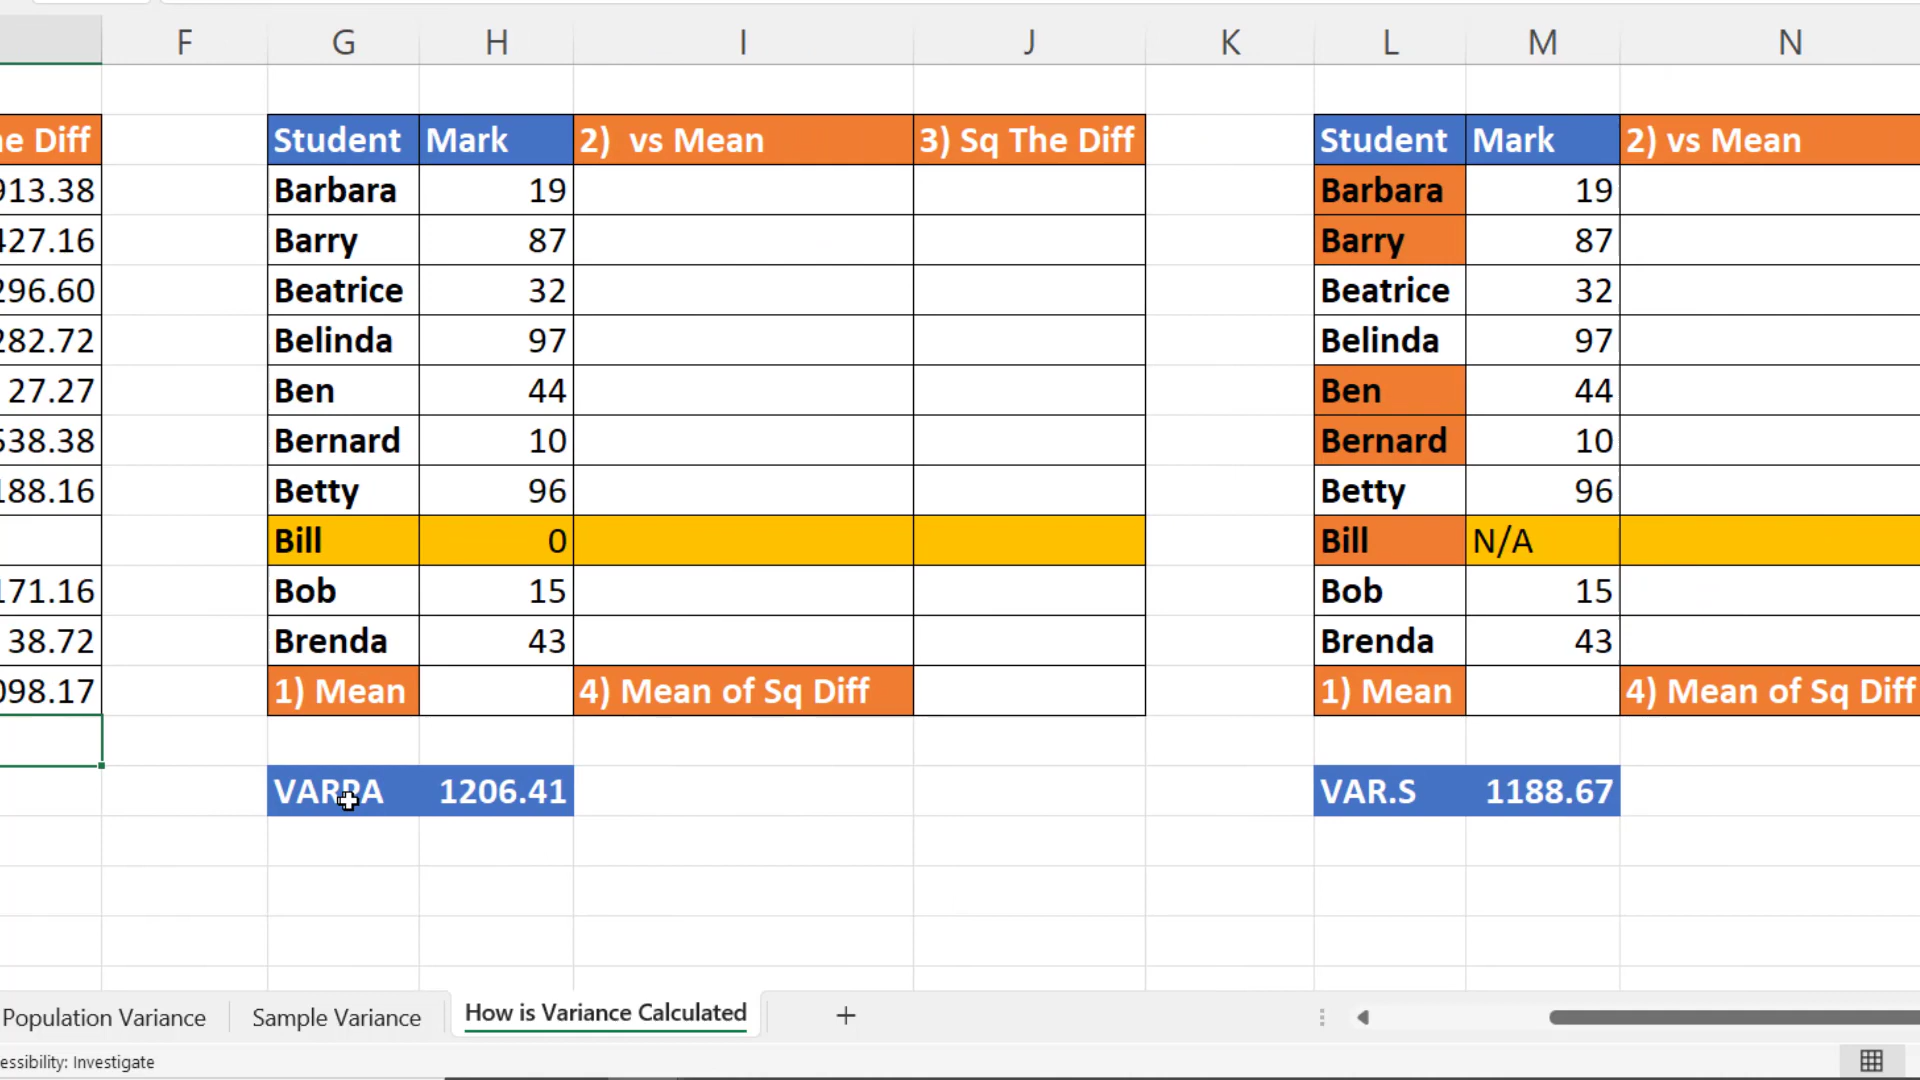 F G H I J K L M N
Diff Student Mark 2) vs Mean 3) Sq The Diff Student Mark 2) vs Mean
913.38 Barbara 19 Barbara 19
427.16 Barry 87 Barry 87
296.60 Beatrice 32 Beatrice 32
282.72 Belinda 97 Belinda 97
27.27 Ben 44 Ben 44
538.38 Bernard 10 Bernard 10
188.16 Betty 96 Betty 96
Bill 0 Bill N/A
171.16 Bob 15 Bob 15
38.72 Brenda 43 Brenda 43
098.17 1) Mean 4) Mean of Sq Diff 1) Mean 4) Mean of Sq Diff
VARPA 1206.41 VAR.S 1188.67
Population Variance Sample Variance How is Variance Calculated +
essibility: Investigate